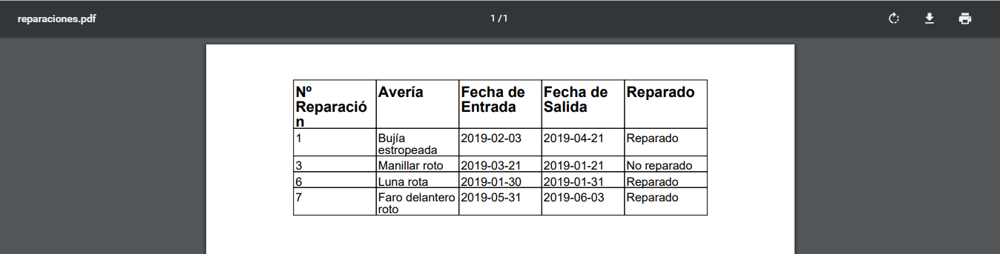 reparaciones.pdf
1 / 1
Nº Reparació n Avería Fecha de Entrada Fecha de Salida Reparado
1 Bujía estropeada 2019-02-03 2019-04-21 Reparado
3 Manillar roto 2019-03-21 2019-01-21 No reparado
6 Luna rota 2019-01-30 2019-01-31 Reparado
7 Faro delantero roto 2019-05-31 2019-06-03 Reparado